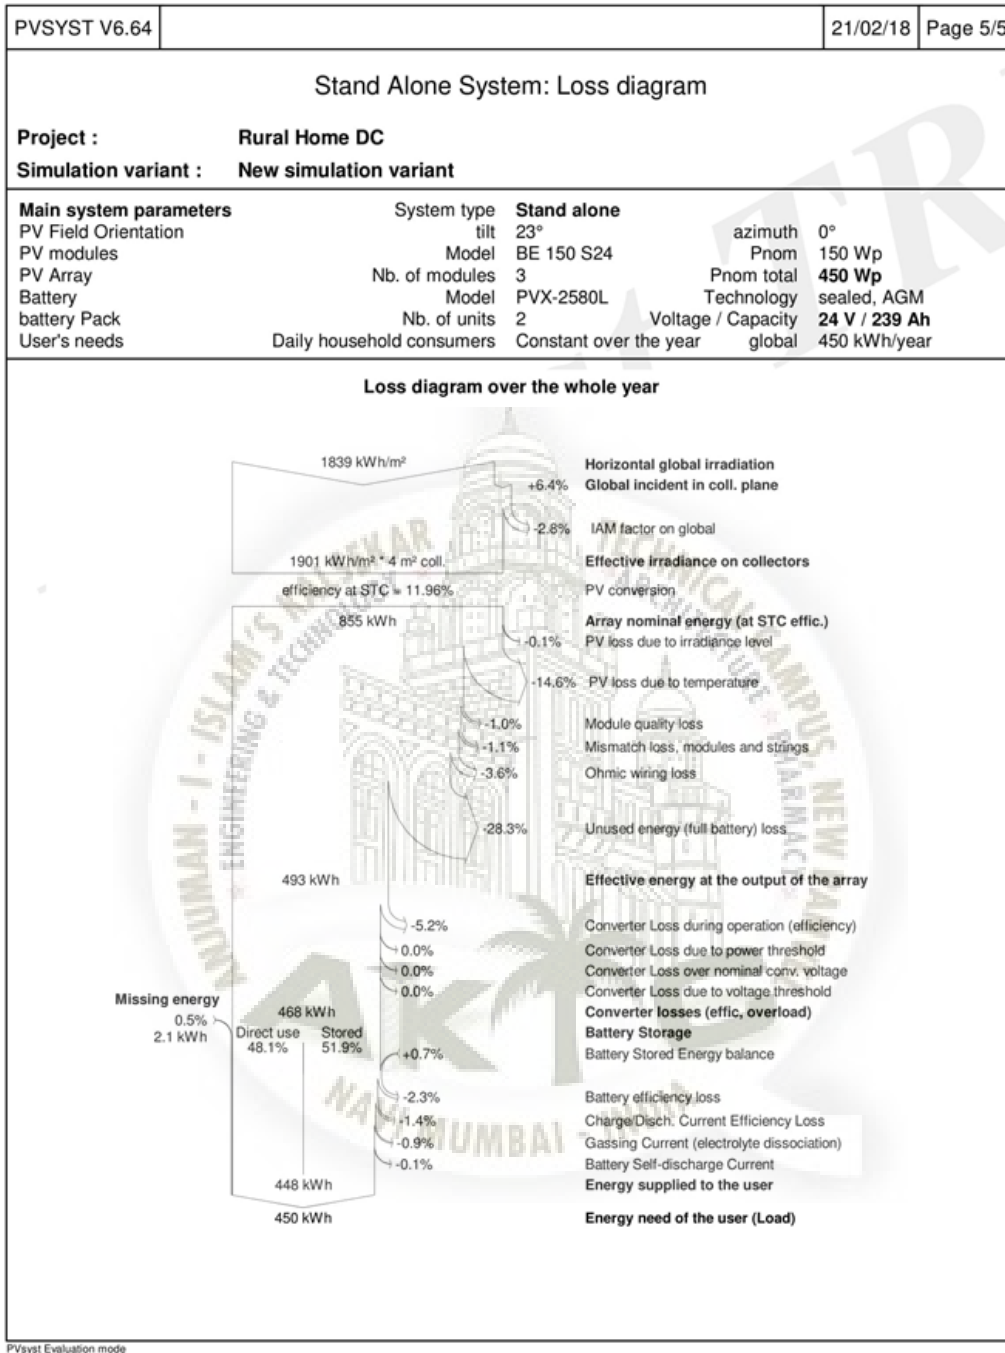 PVSYST V6.64 21/02/18 Page 5/5
Stand Alone System: Loss diagram
Project : Rural Home DC
Simulation variant : New simulation variant
Main system parameters System type Stand alone
PV Field Orientation tilt 23° azimuth 0°
PV modules Model BE 150 S24 Pnom 150 Wp
PV Array Nb. of modules 3 Pnom total 450 Wp
Battery Model PVX-2580L Technology sealed, AGM
battery Pack Nb. of units 2 Voltage / Capacity 24 V / 239 Ah
User's needs Daily household consumers Constant over the year global 450 kWh/year
Loss diagram over the whole year
1839 kWh/m² Horizontal global irradiation
+6.4% Global incident in coll. plane
-2.8% IAM factor on global
1901 kWh/m² * 4 m² coll. Effective irradiance on collectors
efficiency at STC = 11.96% PV conversion
855 kWh Array nominal energy (at STC effic.)
-0.1% PV loss due to irradiance level
-14.6% PV loss due to temperature
-1.0% Module quality loss
-1.1% Mismatch loss, modules and strings
-3.6% Ohmic wiring loss
-28.3% Unused energy (full battery) loss
493 kWh Effective energy at the output of the array
-5.2% Converter Loss during operation (efficiency)
0.0% Converter Loss due to power threshold
0.0% Converter Loss over nominal conv. voltage
0.0% Converter Loss due to voltage threshold
Missing energy 468 kWh Converter losses (effic, overload)
0.5% Direct use Stored Battery Storage
2.1 kWh 48.1% 51.9% +0.7% Battery Stored Energy balance
-2.3% Battery efficiency loss
-1.4% Charge/Disch. Current Efficiency Loss
-0.9% Gassing Current (electrolyte dissociation)
-0.1% Battery Self-discharge Current
448 kWh Energy supplied to the user
450 kWh Energy need of the user (Load)
PVsyst Evaluation mode
ANJUMAN - I - ISLAM'S KALSEKAR TECHNICAL CAMPUS NEW PANVEL
ENGINEERING & TECHNOLOGY ARCHITECTURE PHARMACY
AKTC
NAVI MUMBAI - INDIA